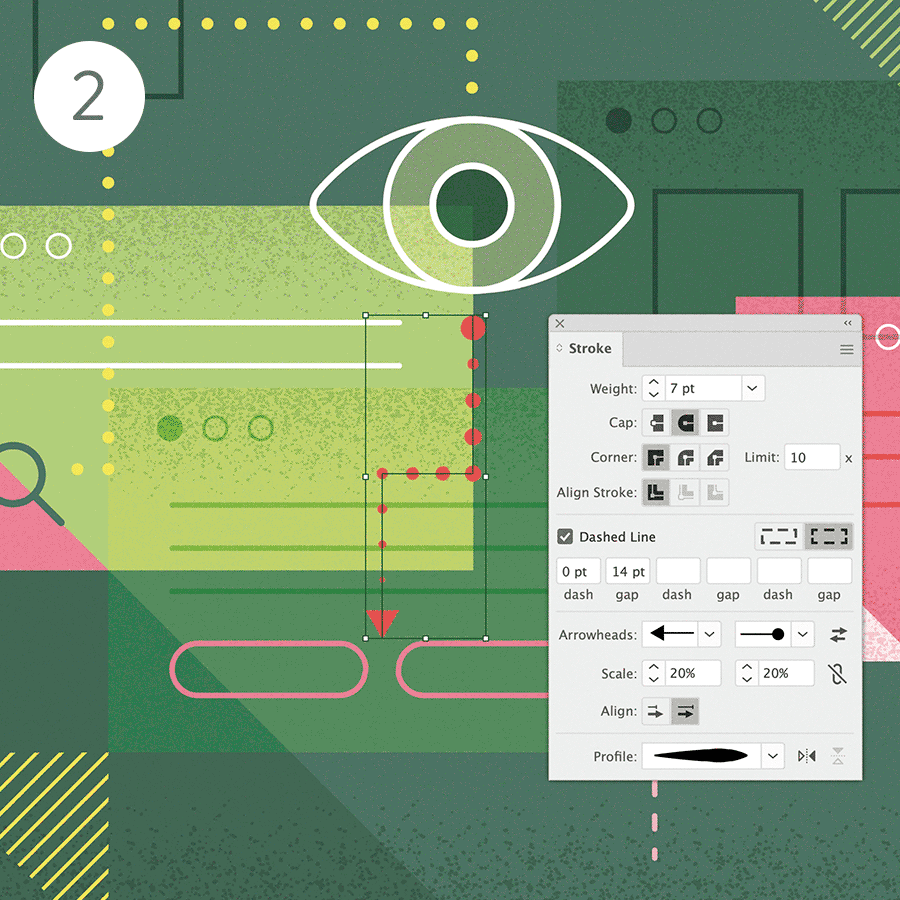 2
Stroke
Weight: 7 pt
Cap:
Corner: Limit: 10 x
Align Stroke:
Dashed Line
0 pt 14 pt
dash gap dash gap dash gap
Arrowheads:
Scale: 20% 20%
Align:
Profile: